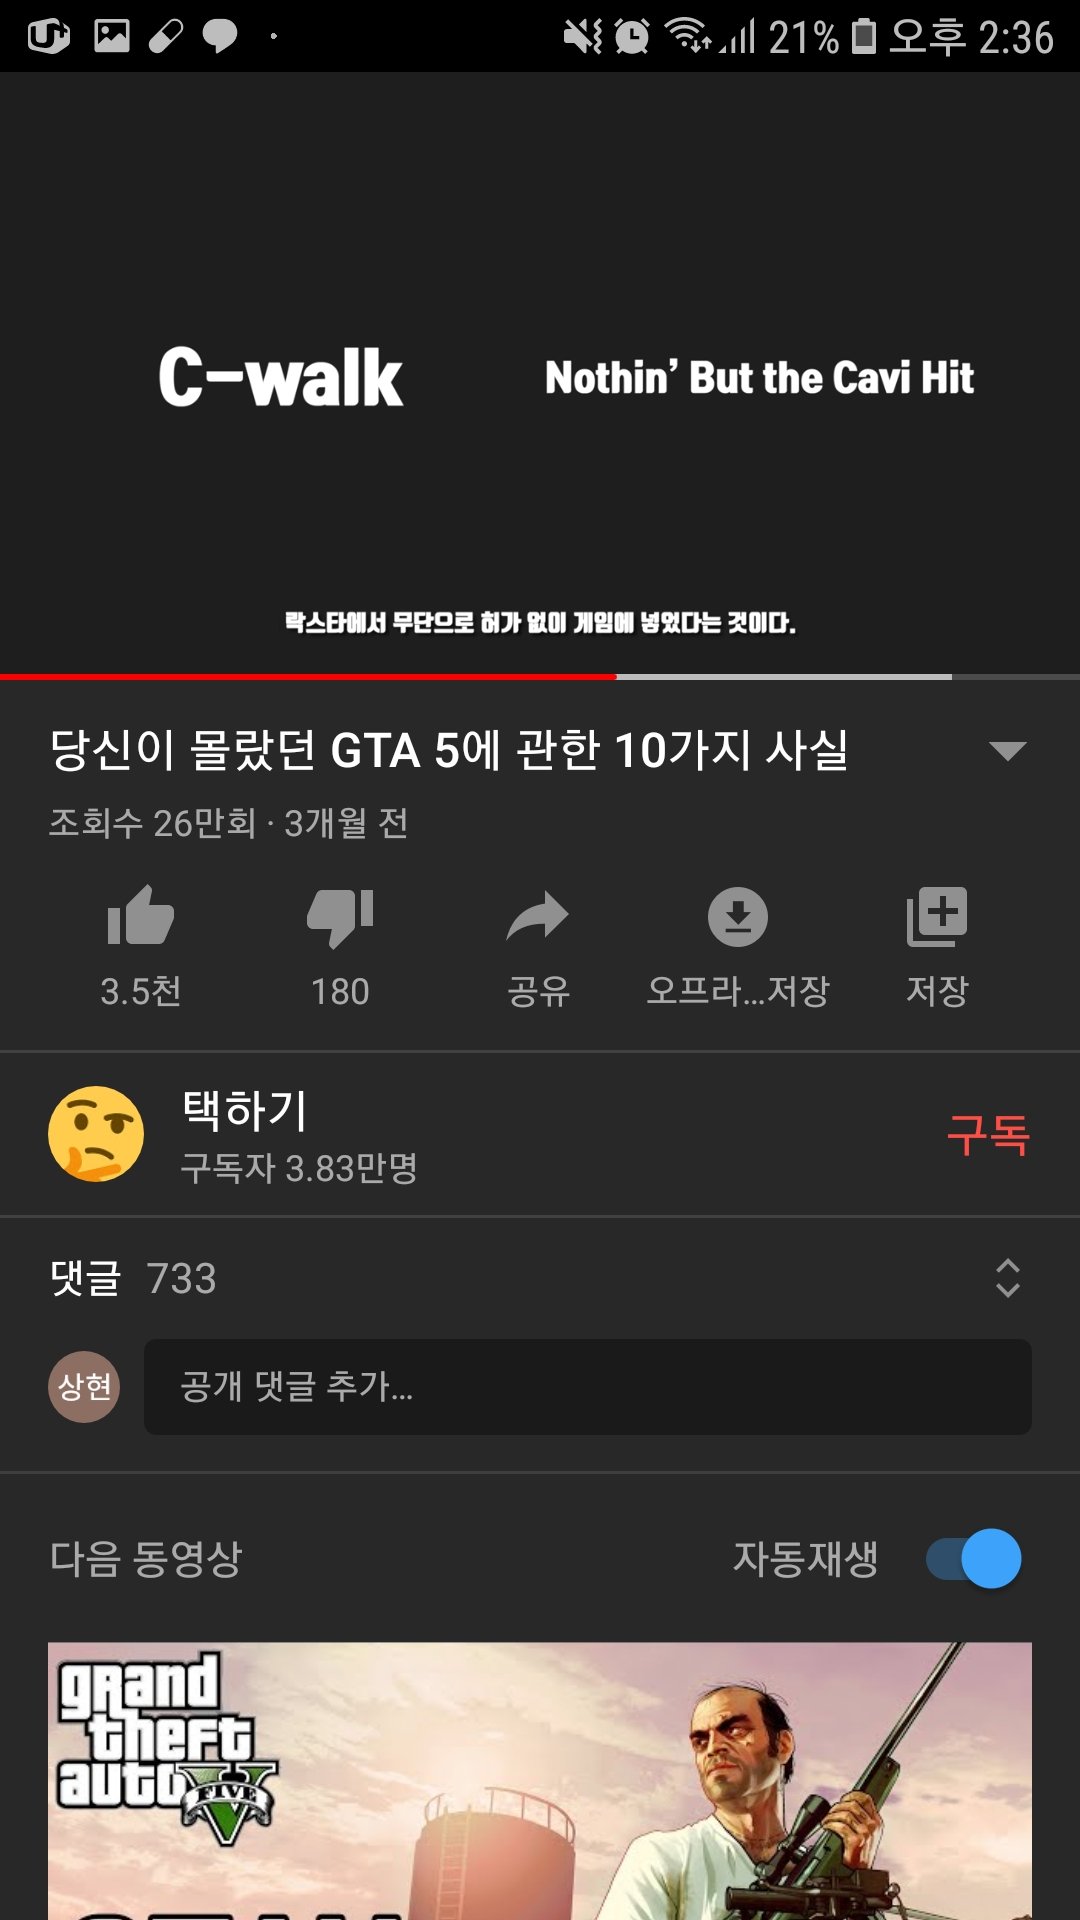 U+
21% 오후 2:36
C-walk
Nothin' But the Cavi Hit
락스타에서 무단으로 허가 없이 게임에 넣었다는 것이다.
당신이 몰랐던 GTA 5에 관한 10가지 사실
조회수 26만회 · 3개월 전
3.5천
180
공유
오프라...저장
저장
택하기
구독자 3.83만명
구독
댓글 733
상현
공개 댓글 추가...
다음 동영상
자동재생
grand
theft
auto V
FIVE